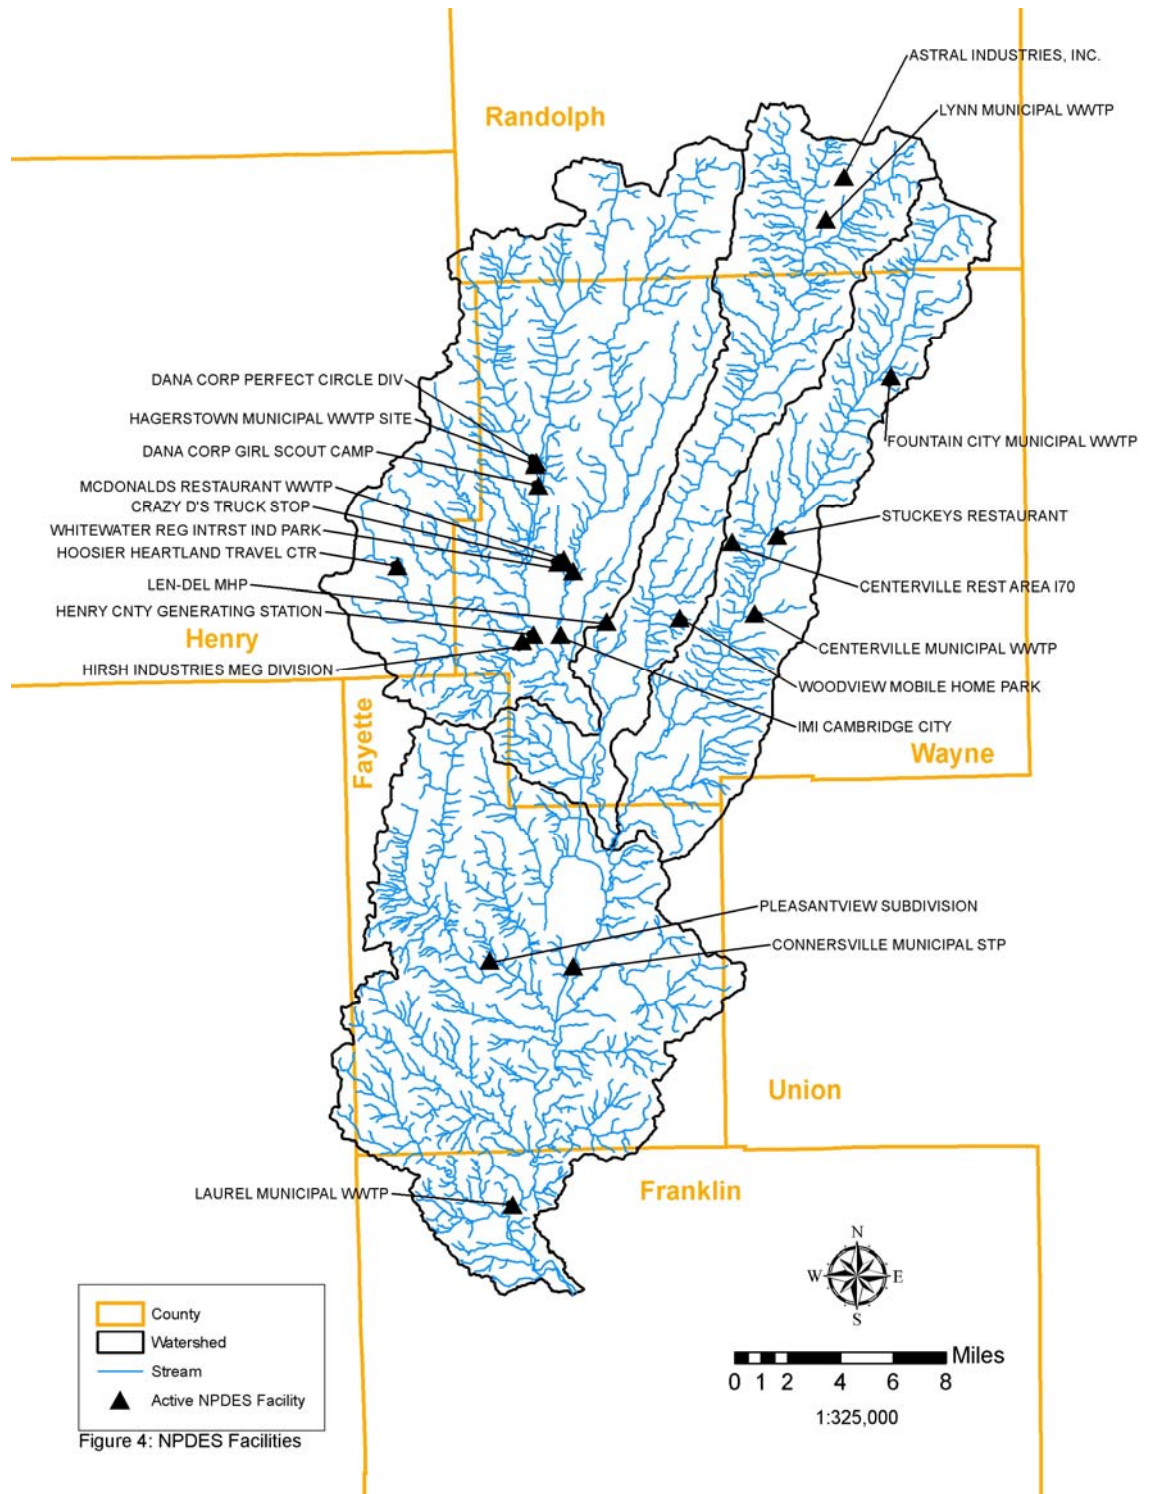 ASTRAL INDUSTRIES, INC.
Randolph
LYNN MUNICIPAL WWTP
DANA CORP PERFECT CIRCLE DIV
HAGERSTOWN MUNICIPAL WWTP SITE
FOUNTAIN CITY MUNICIPAL WWTP
DANA CORP GIRL SCOUT CAMP
MCDONALDS RESTAURANT WWTP
CRAZY D'S TRUCK STOP
STUCKEYS RESTAURANT
WHITEWATER REG INTRST IND PARK
HOOSIER HEARTLAND TRAVEL CTR
LEN-DEL MHP
CENTERVILLE REST AREA I70
HENRY CNTY GENERATING STATION
Henry
CENTERVILLE MUNICIPAL WWTP
HIRSH INDUSTRIES MEG DIVISION
WOODVIEW MOBILE HOME PARK
IMI CAMBRIDGE CITY
Fayette
Wayne
PLEASANTVIEW SUBDIVISION
CONNERSVILLE MUNICIPAL STP
Union
LAUREL MUNICIPAL WWTP
Franklin
N
W E
S
County
Watershed
Stream
Active NPDES Facility
Miles
0 1 2 4 6 8
1:325,000
Figure 4: NPDES Facilities